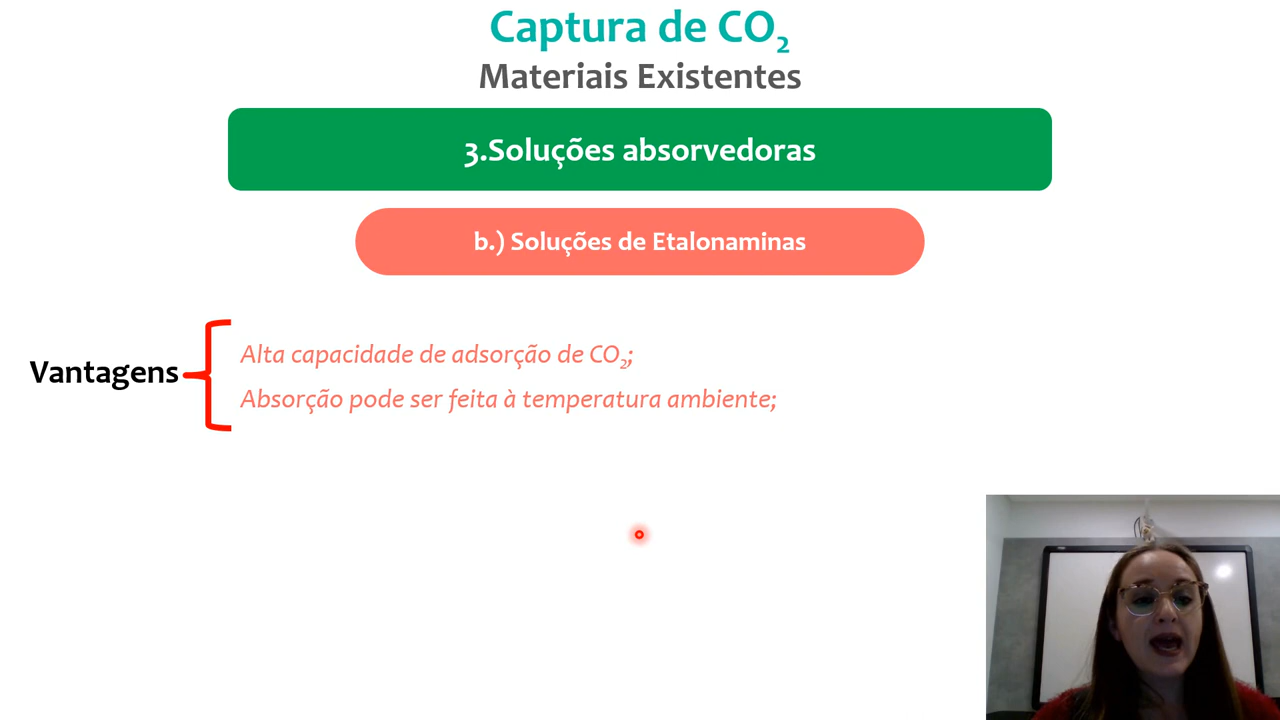 Captura de CO₂
Materiais Existentes
3.Soluções absorvedoras
b.) Soluções de Etalonaminas
Vantagens
Alta capacidade de adsorção de CO₂;
Absorção pode ser feita à temperatura ambiente;